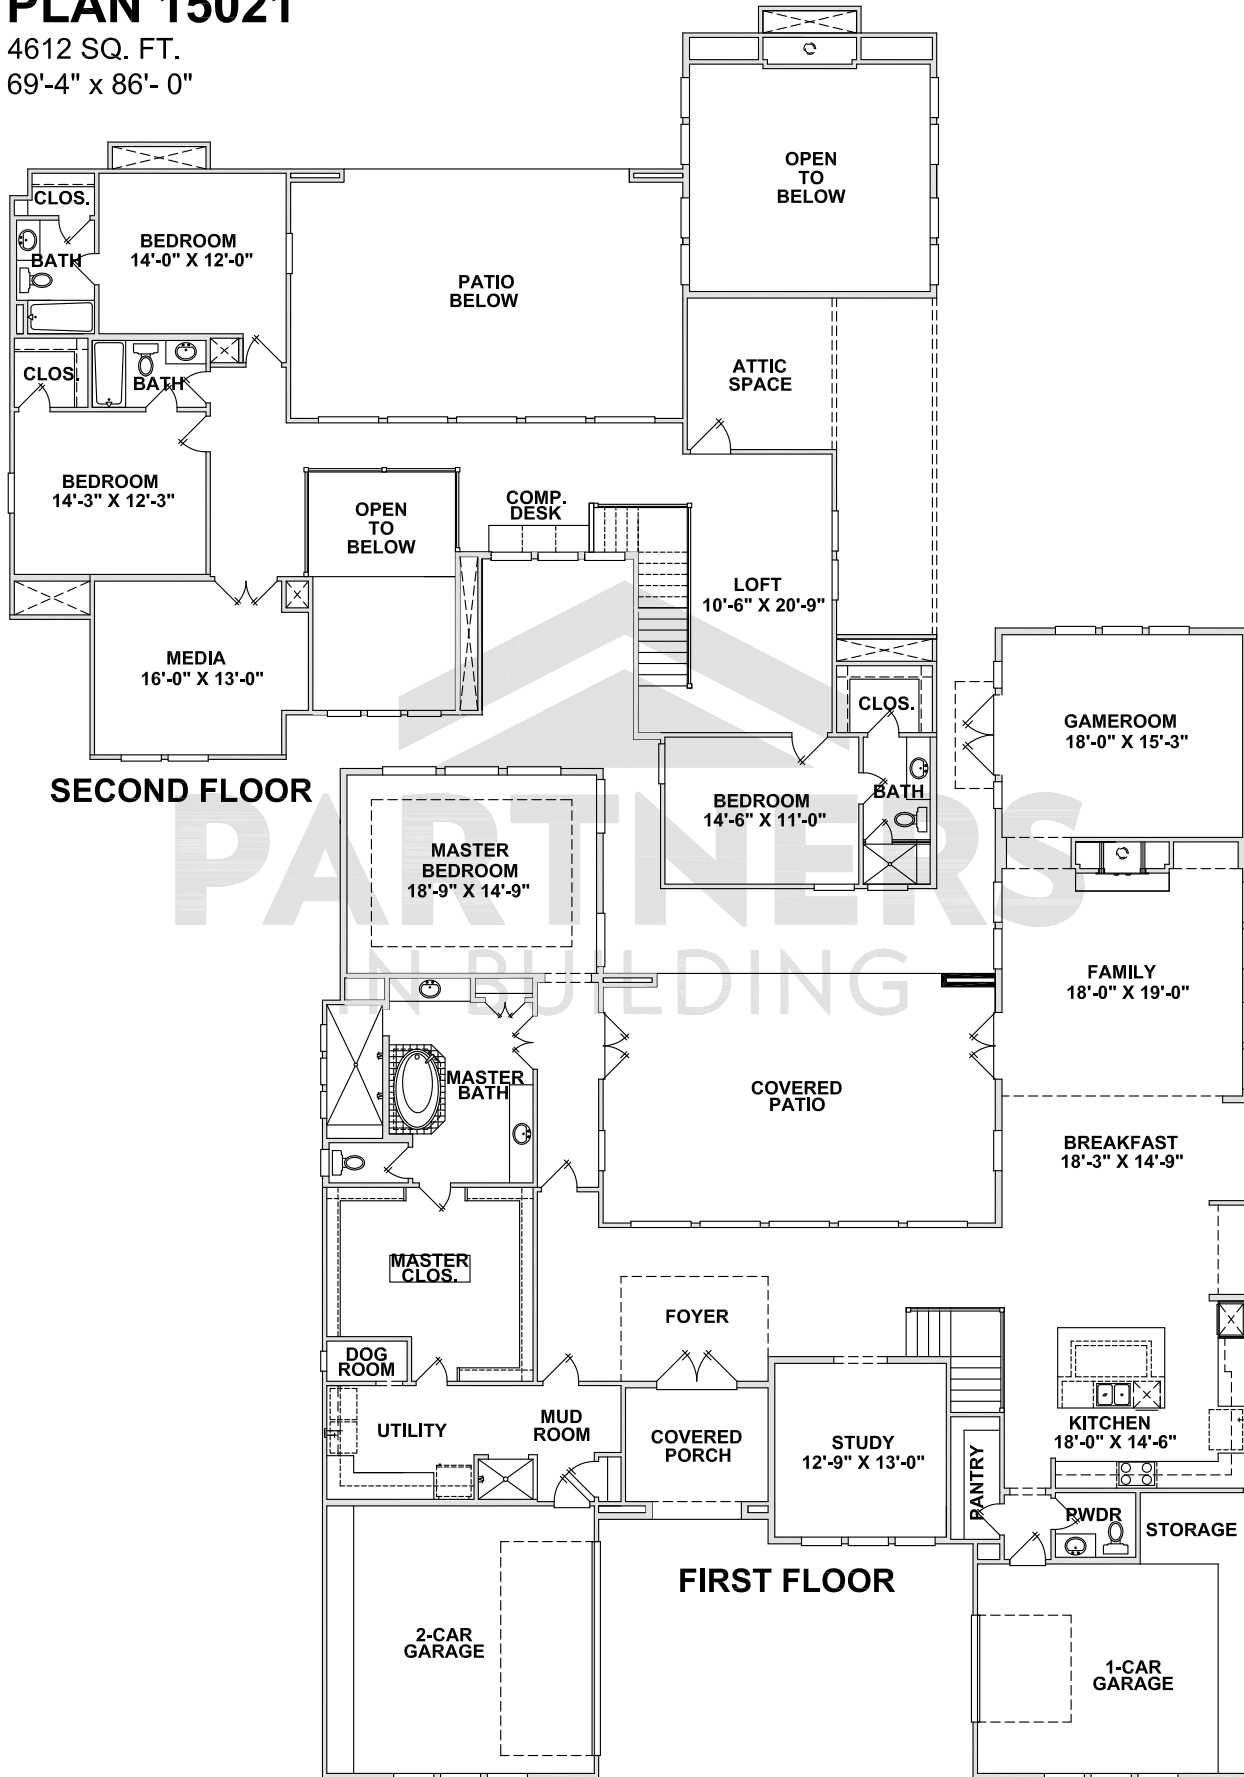 PLAN 15021
4612 SQ. FT.
69'-4" x 86'- 0"
OPEN
TO
BELOW
CLOS.
BEDROOM
14'-0" X 12'-0"
BATH
PATIO
BELOW
ATTIC
SPACE
CLOS.
BATH
BEDROOM
14'-3" X 12'-3"
OPEN
TO
BELOW
COMP.
DESK
LOFT
10'-6" X 20'-9"
MEDIA
16'-0" X 13'-0"
CLOS.
BEDROOM
14'-6" X 11'-0"
BATH
SECOND FLOOR
GAMEROOM
18'-0" X 15'-3"
PARTNERS
IN BUILDING
MASTER
BEDROOM
18'-9" X 14'-9"
FAMILY
18'-0" X 19'-0"
MASTER
BATH
COVERED
PATIO
BREAKFAST
18'-3" X 14'-9"
MASTER
CLOS.
FOYER
DOG
ROOM
UTILITY
MUD
ROOM
COVERED
PORCH
STUDY
12'-9" X 13'-0"
PANTRY
KITCHEN
18'-0" X 14'-6"
PWDR
STORAGE
FIRST FLOOR
2-CAR
GARAGE
1-CAR
GARAGE